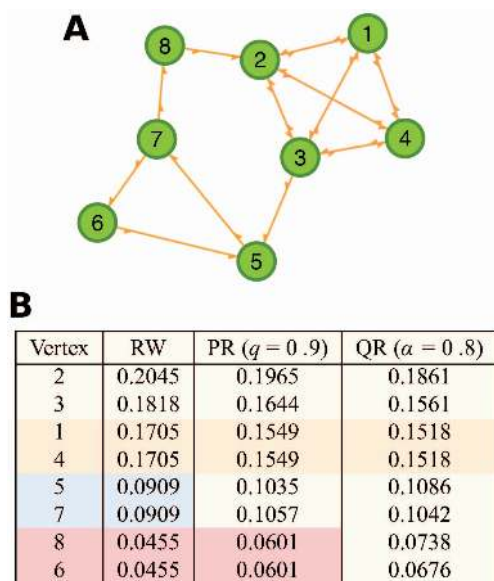 A
8
2
1
7
3
4
6
5
B
Vertex RW PR (q = 0 .9) QR (α = 0 .8)
2 0.2045 0.1965 0.1861
3 0.1818 0.1644 0.1561
1 0.1705 0.1549 0.1518
4 0.1705 0.1549 0.1518
5 0.0909 0.1035 0.1086
7 0.0909 0.1057 0.1042
8 0.0455 0.0601 0.0738
6 0.0455 0.0601 0.0676